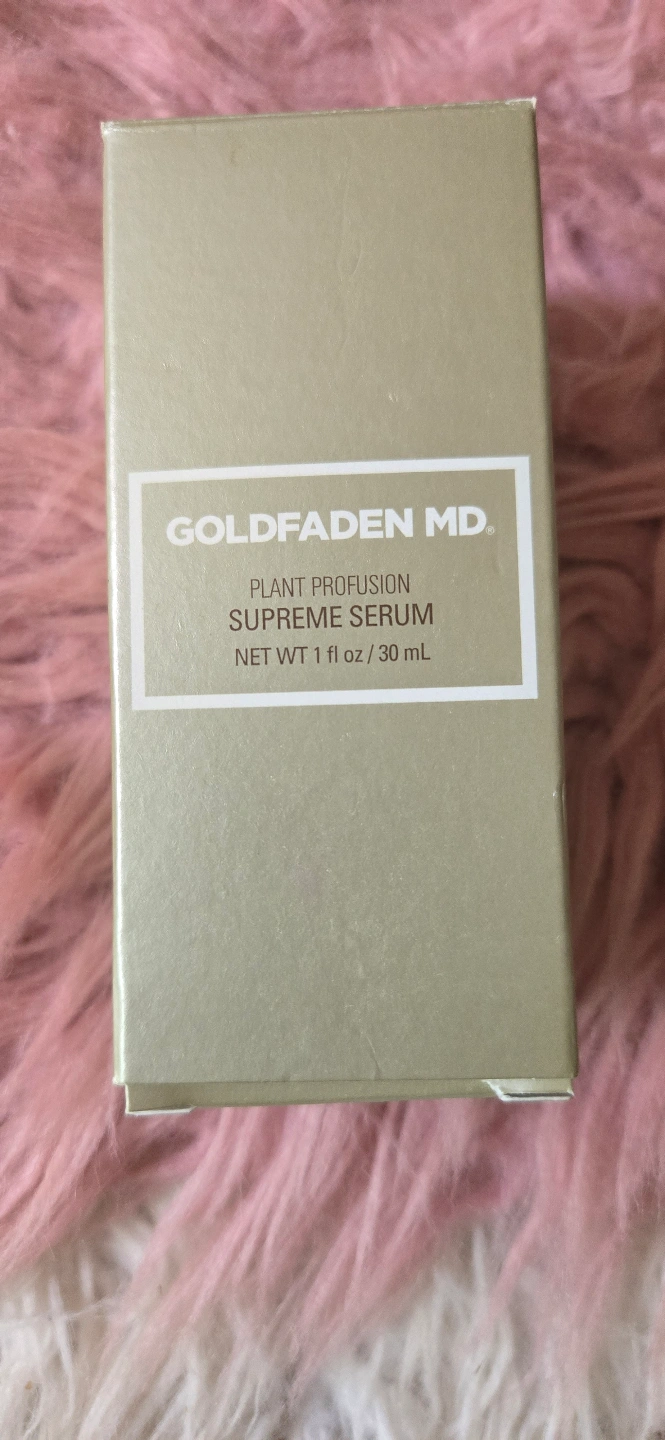 GOLDFADEN MD®
PLANT PROFUSION
SUPREME SERUM
NET WT 1 fl oz / 30 mL